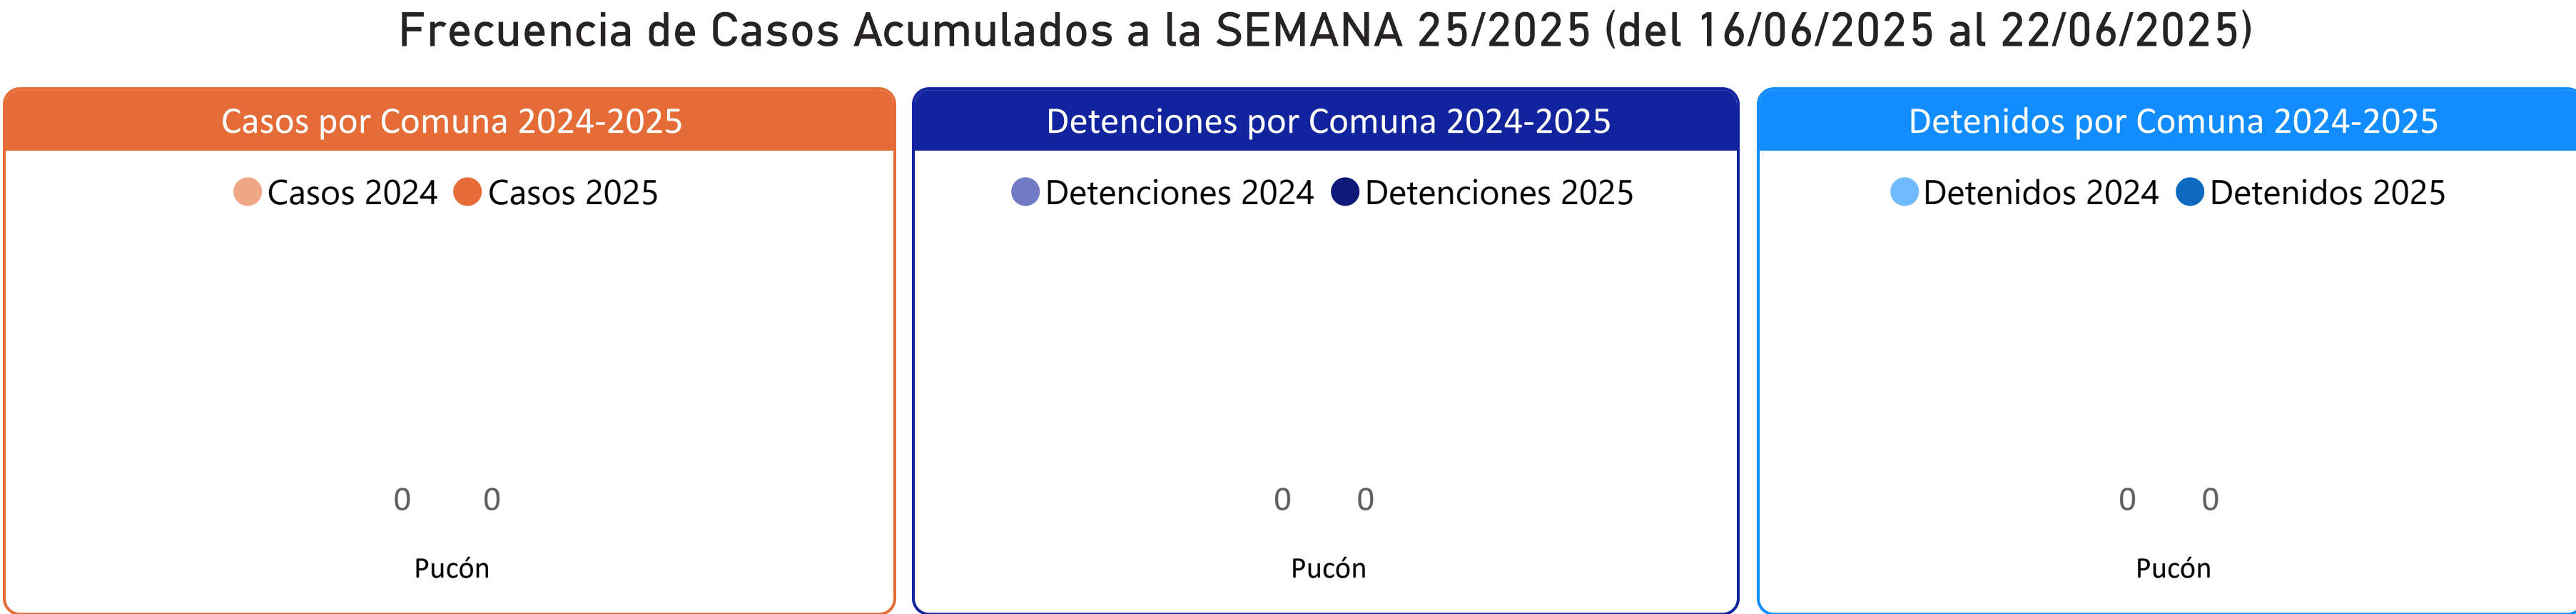 Frecuencia de Casos Acumulados a la SEMANA 25/2025 (del 16/06/2025 al 22/06/2025)
Casos por Comuna 2024-2025
Casos 2024 Casos 2025
0 0
Pucón
Detenciones por Comuna 2024-2025
Detenciones 2024 Detenciones 2025
0 0
Pucón
Detenidos por Comuna 2024-2025
Detenidos 2024 Detenidos 2025
0 0
Pucón